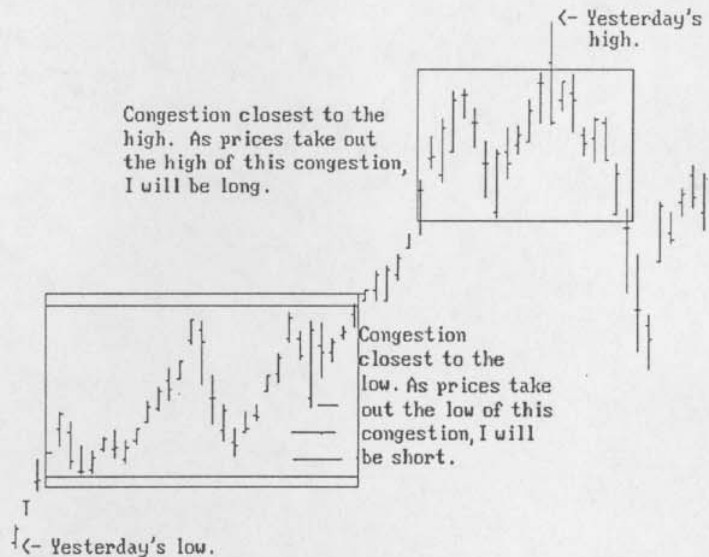 <- Yesterday's
high.
Congestion closest to the
high. As prices take out
the high of this congestion,
I will be long.
Congestion
closest to the
low. As prices take
out the low of this
congestion, I will
be short.
<- Yesterday's low.